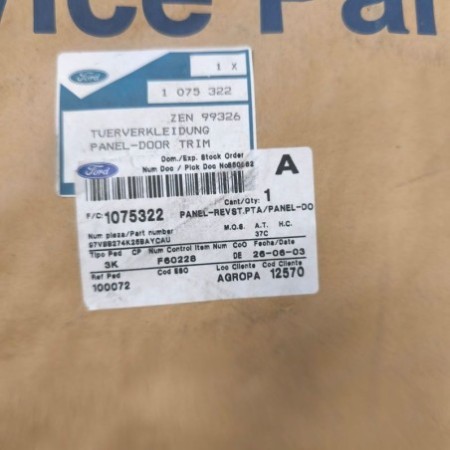 vice Par
Ford
1 X
1 075 322
ZEN 99326
TUERVERKLEIDUNG
PANEL-DOOR TRIM
Dom./Exp. Stock Order
Ford
Num Doc / Pick Doc No
A
Cant/Qty: 1
F/C: 1075322 PANEL-REVST.PTA/PANEL-DO
Num pieza/Part number M.O.S. A.T. H.C.
37C
Tipo Ped CP Num Control Item Num CoO Fecha/Date
3K F60228 DE 26-06-03
Ref Ped Cod ESO Loc Cliente Cod Cliente
100072 AGROPA 12570